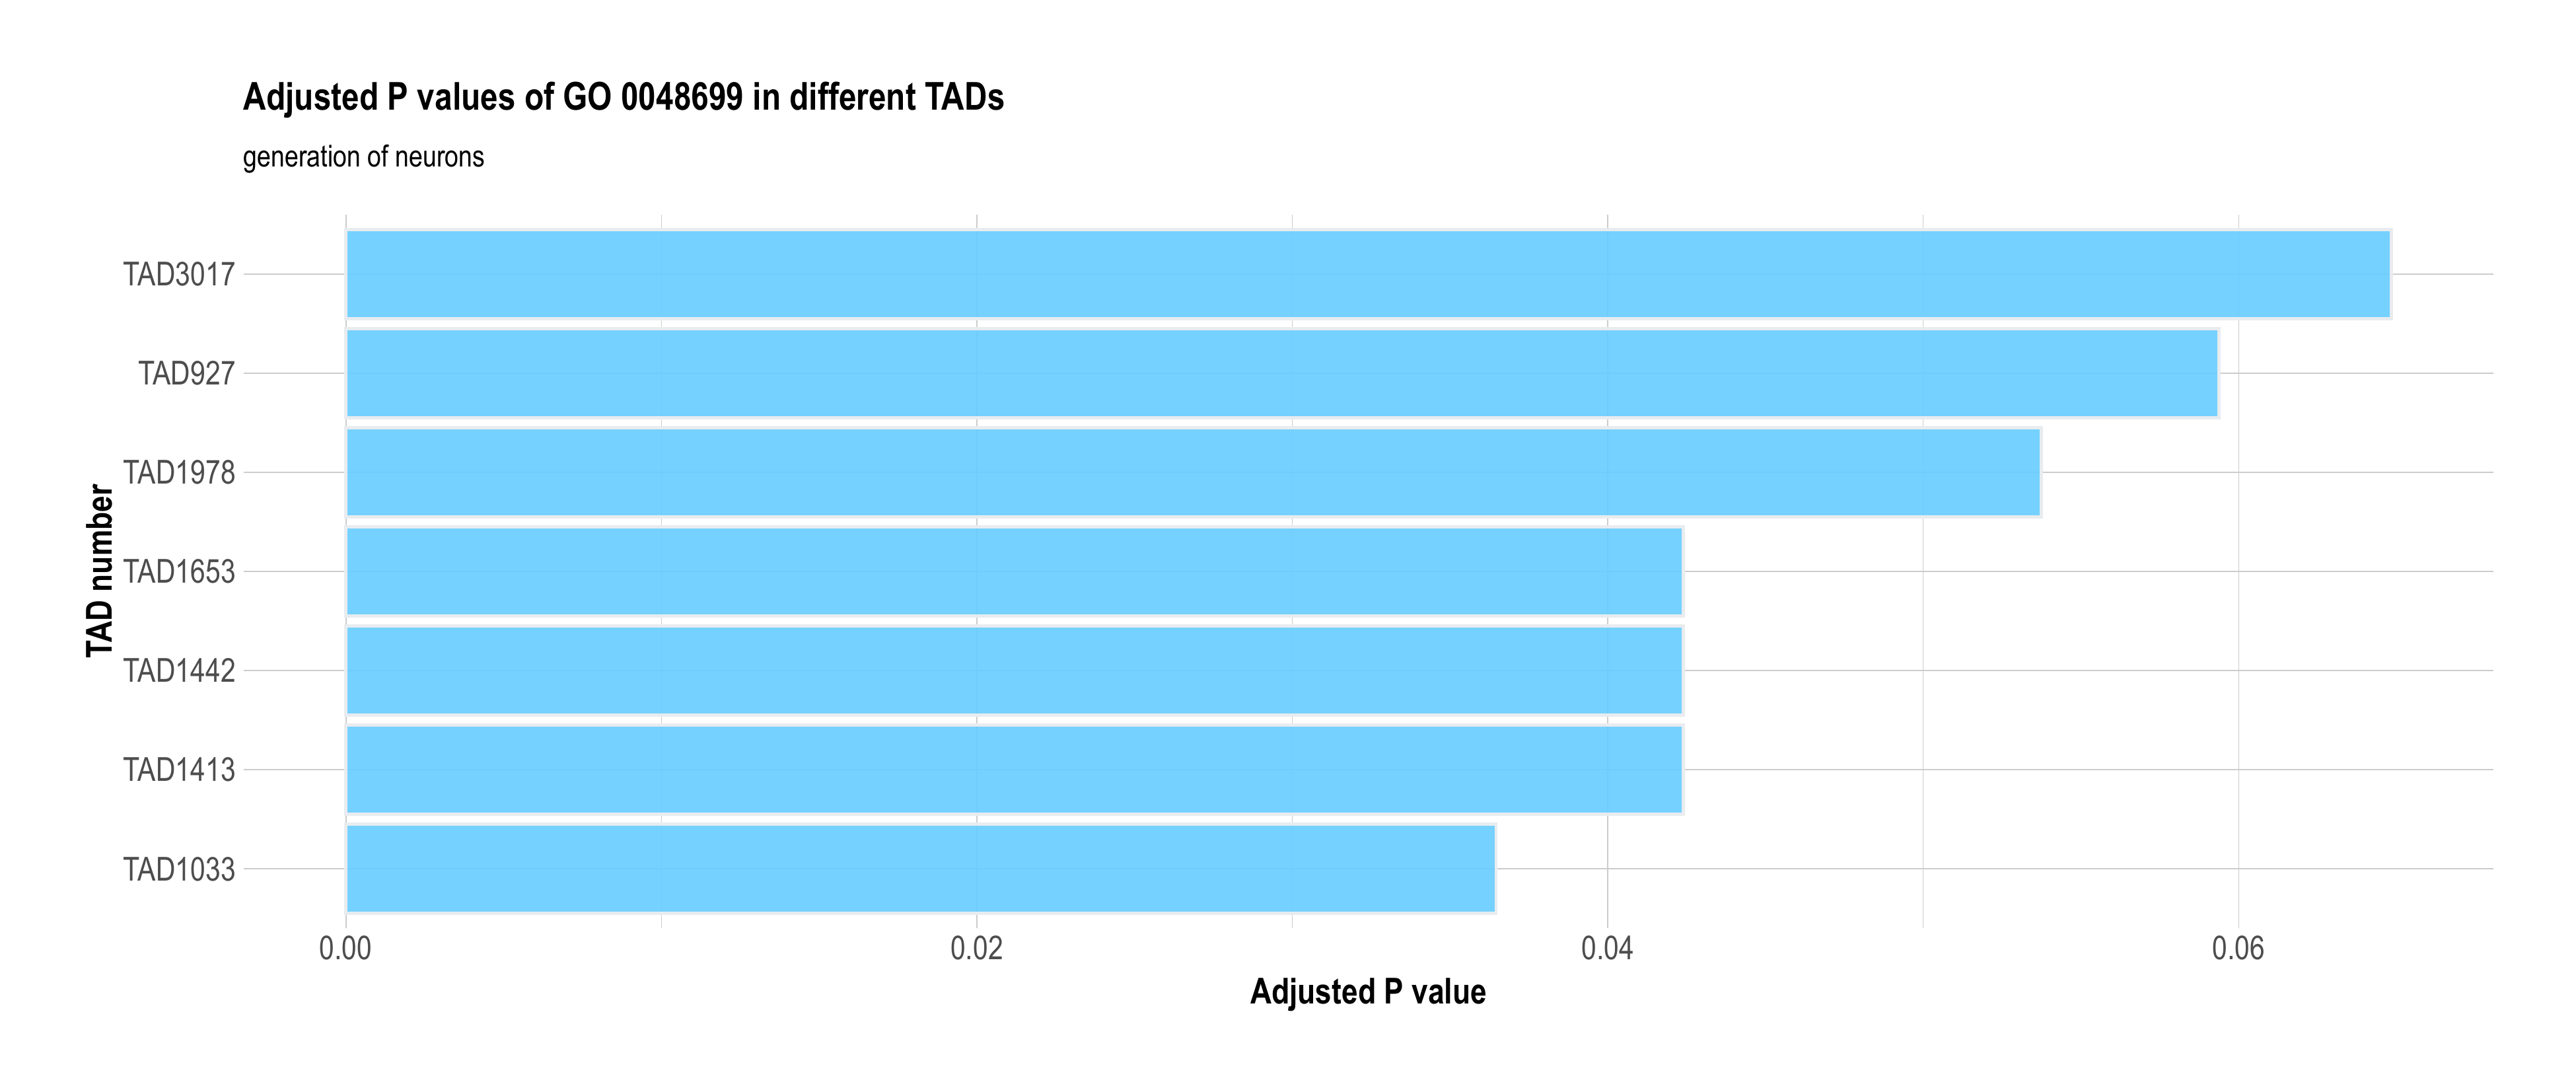 Adjusted P values of GO 0048699 in different TADs
generation of neurons
TAD number
TAD3017
TAD927
TAD1978
TAD1653
TAD1442
TAD1413
TAD1033
0.00 0.02 0.04 0.06
Adjusted P value